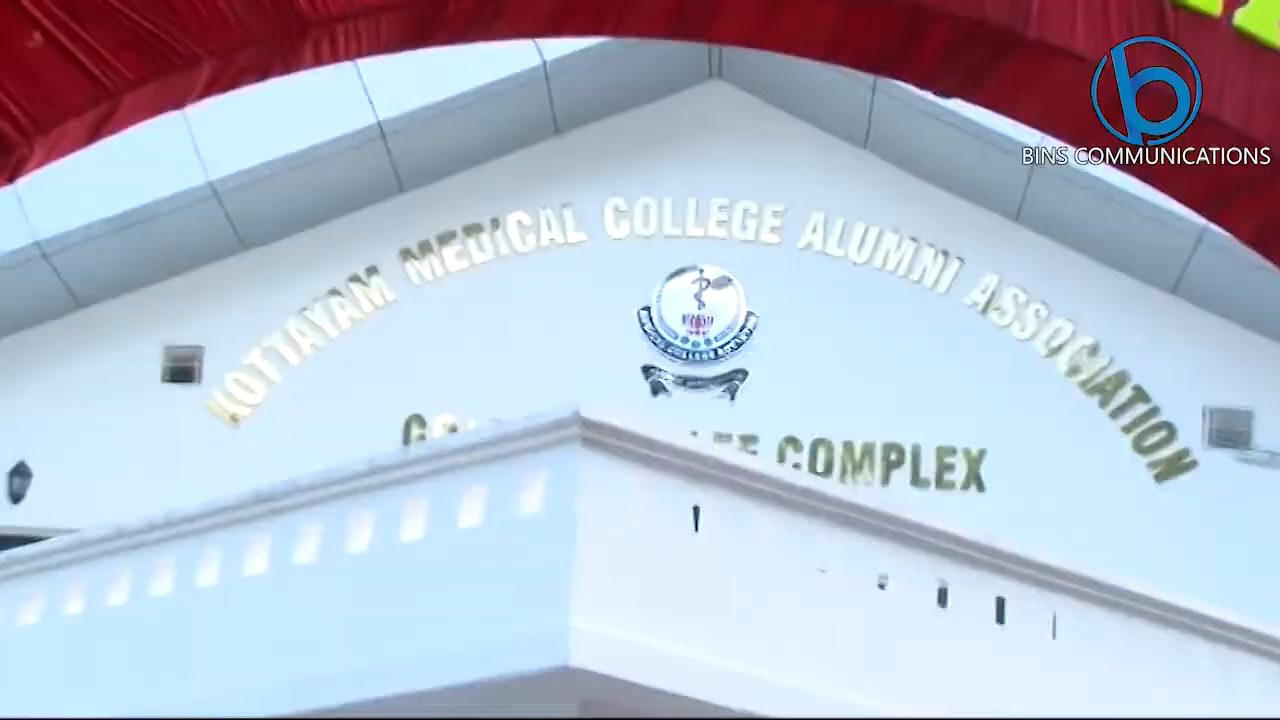 BINS COMMUNICATIONS
KOTTAYAM MEDICAL COLLEGE ALUMNI ASSOCIATION
COMPLEX